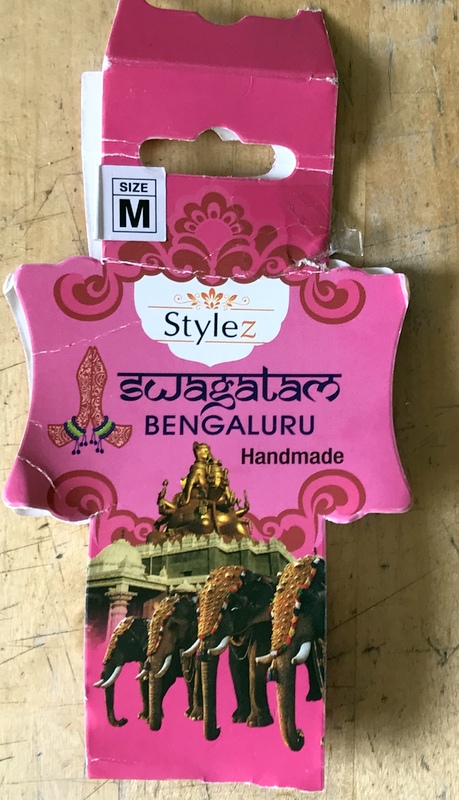 SIZE
M
Stylez
swagatam
BENGALURU
Handmade